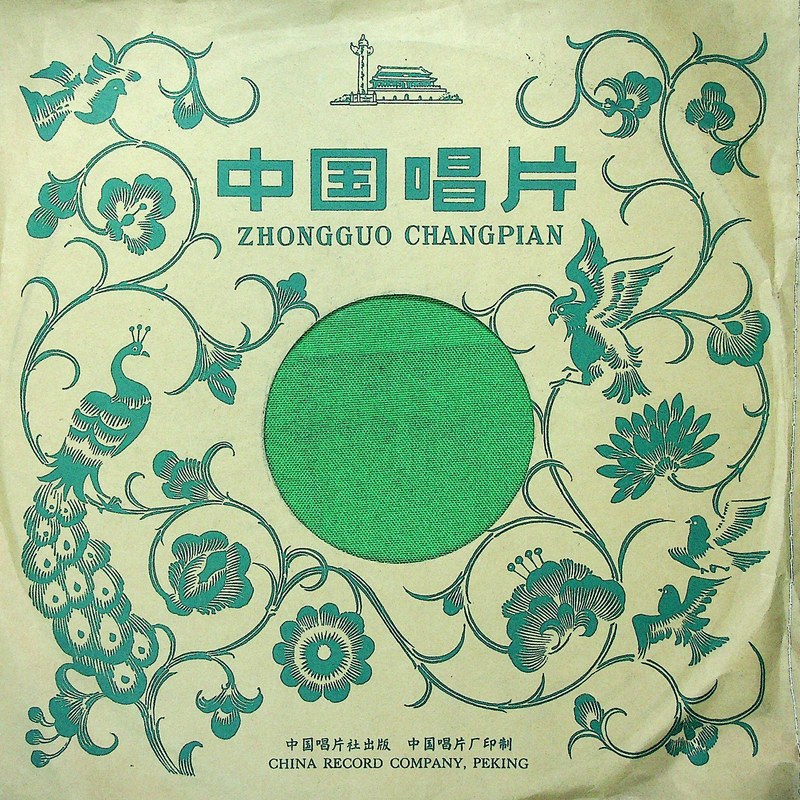 中国唱片
ZHONGGUO CHANGPIAN
中国唱片社出版 中国唱片厂印制
CHINA RECORD COMPANY, PEKING